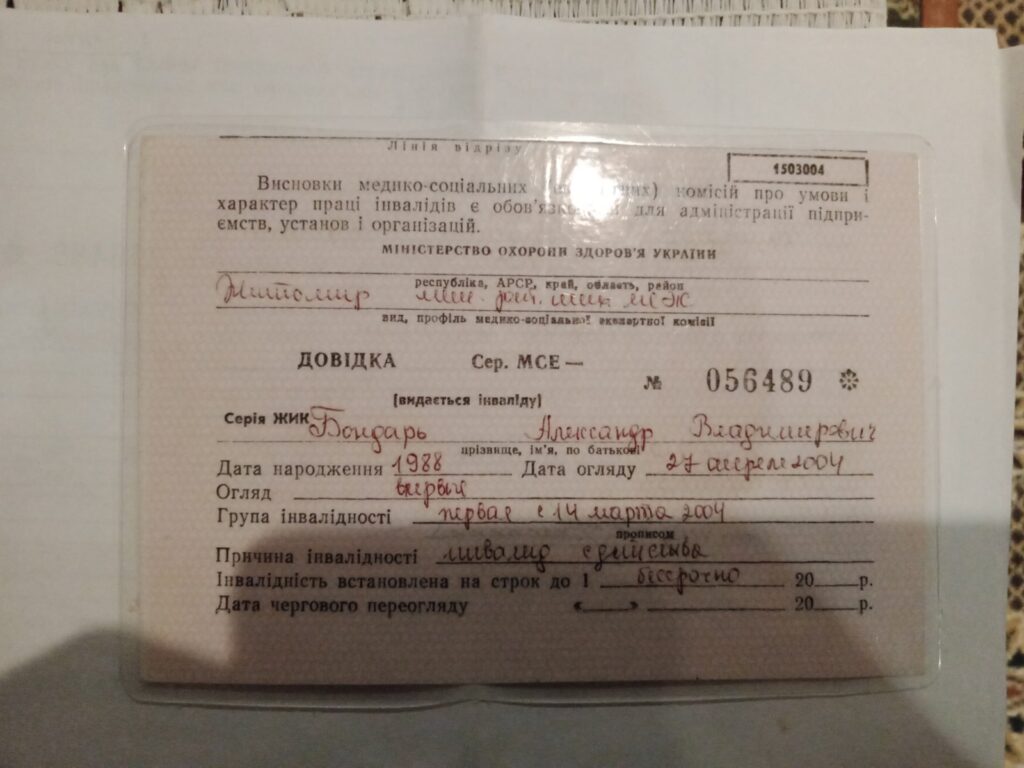 Лінія відрізу
1503004
Висновки медико-соціальних комісій про умови і
характер праці інвалідів є для адміністрації підпри-
ємств, установ і організацій.
МІНІСТЕРСТВО ОХОРОНИ ЗДОРОВ'Я УКРАЇНИ
республіка, АРСР, край, область, район
Житомир
вид, профіль медико-соціальної експертної комісії
ДОВІДКА Сер. МСЕ —
№ 056489
(видається інваліду)
Серія ЖИК Бондарь Александр Владимирович
прізвище, ім'я, по батькові
Дата народження 1988 Дата огляду 27 апреля 2004
Огляд
Група інвалідності первая с 14 марта 2004
прописом
Причина інвалідності инвалид с детства
Інвалідність встановлена на строк до 1 бессрочно 20 р.
Дата чергового переогляду « » 20 р.